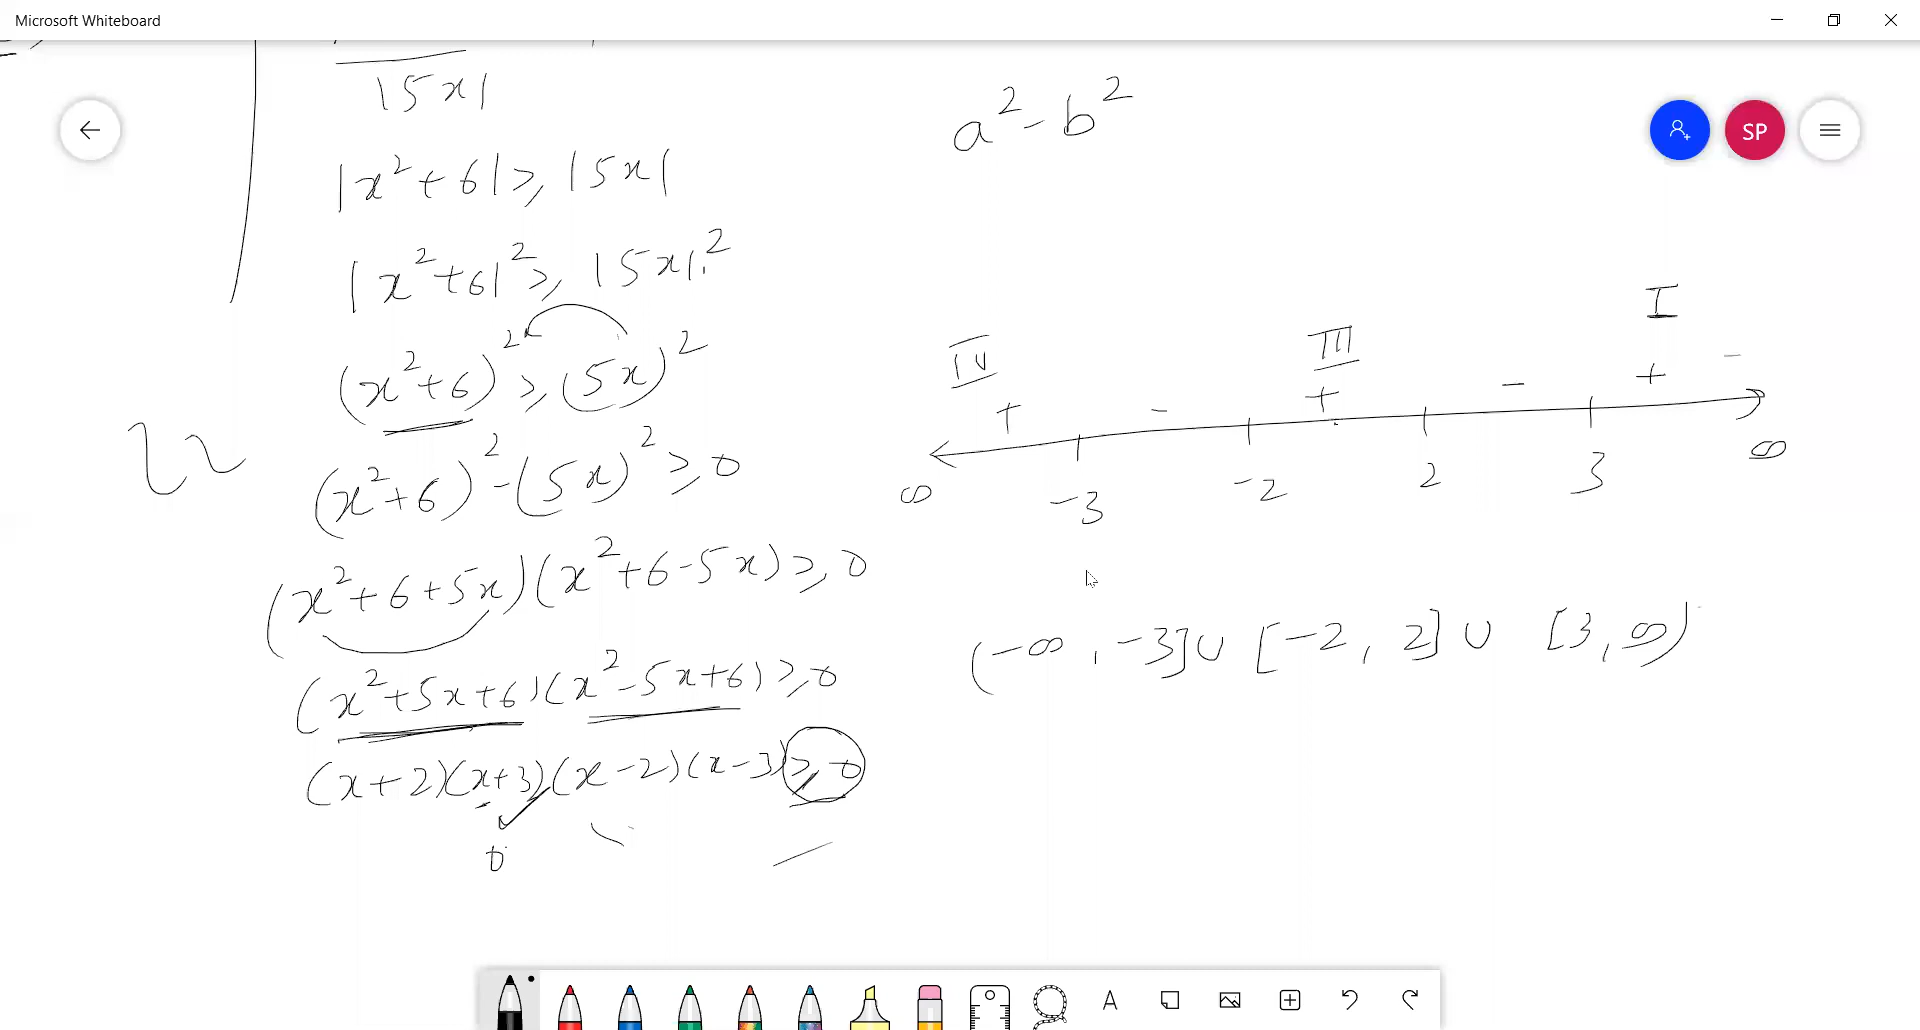 Microsoft Whiteboard
|5x|
|x²+6| ≥ |5x|
|x²+6|² ≥ |5x|²
(x²+6)² ≥ (5x)²
(x²+6)² - (5x)² ≥ 0
(x²+6+5x)(x²+6-5x) ≥ 0
(x²+5x+6)(x²-5x+6) ≥ 0
(x+2)(x+3)(x-2)(x-3) ≥ 0
0
a² - b²
SP
IV III I
+ - + - + -
∞ -3 -2 2 3 ∞
(-∞, -3] ∪ [-2, 2] ∪ [3, ∞)
A